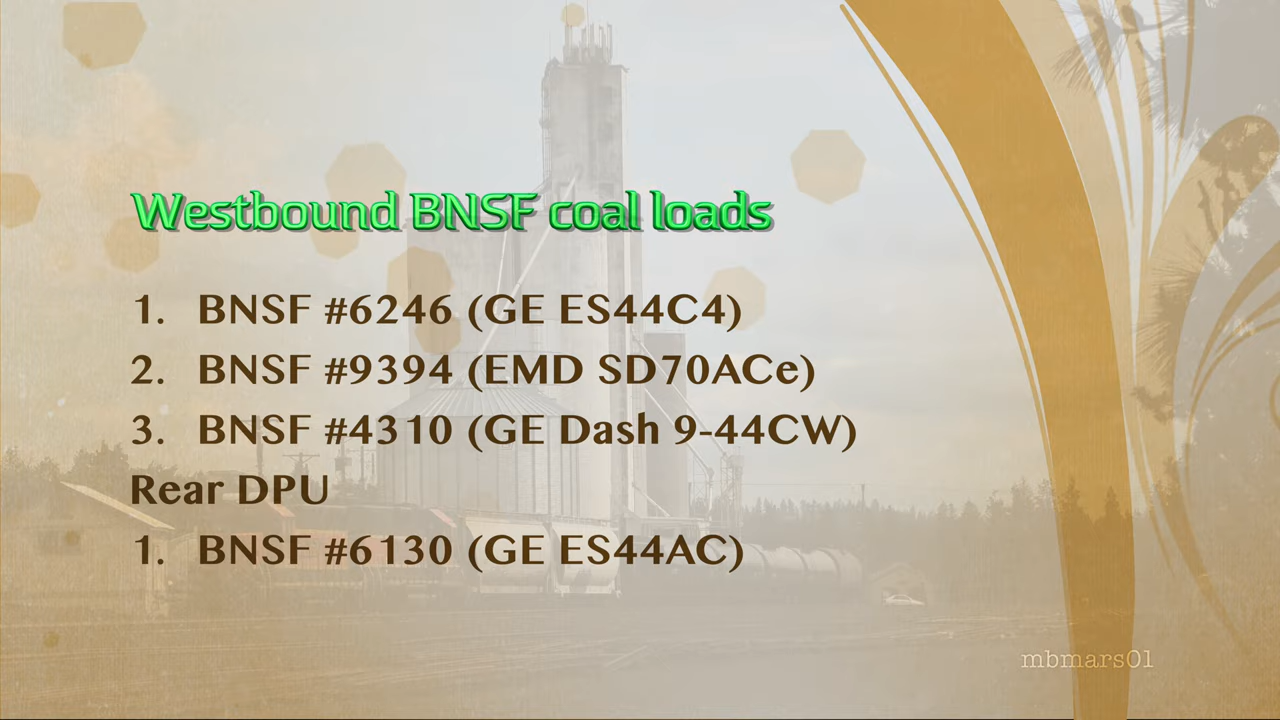 Westbound BNSF coal loads
1. BNSF #6246 (GE ES44C4)
2. BNSF #9394 (EMD SD70ACe)
3. BNSF #4310 (GE Dash 9-44CW)
Rear DPU
1. BNSF #6130 (GE ES44AC)
mbmars01